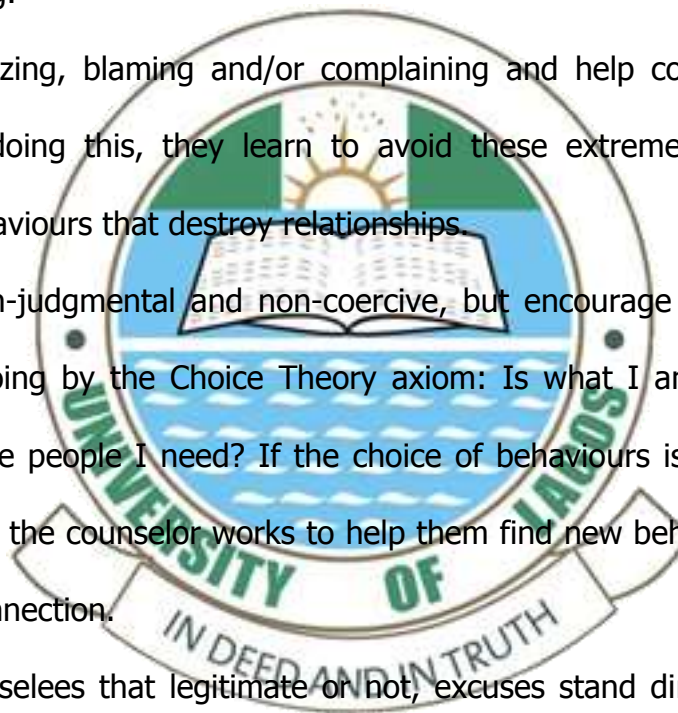 zing, blaming and/or complaining and help co
doing this, they learn to avoid these extreme
aviours that destroy relationships.
n-judgmental and non-coercive, but encourage
oing by the Choice Theory axiom: Is what I ar
e people I need? If the choice of behaviours is
the counselor works to help them find new beh
nnection.
selees that legitimate or not, excuses stand di
UNIVERSITY OF LAGOS
IN DEED AND IN TRUTH